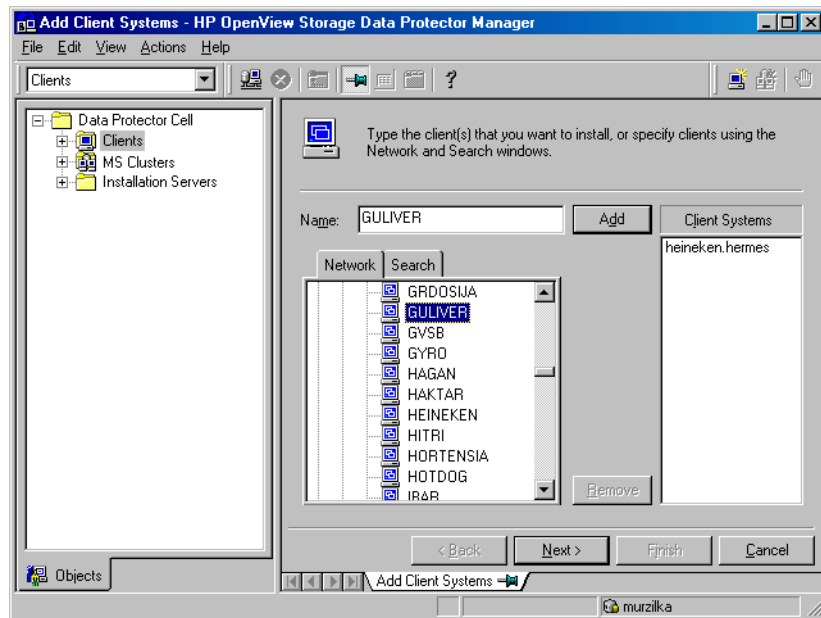 Add Client Systems - HP OpenView Storage Data Protector Manager
File Edit View Actions Help
Clients
Data Protector Cell
Clients
MS Clusters
Installation Servers
Type the client(s) that you want to install, or specify clients using the
Network and Search windows.
Name: GULIVER Add Client Systems
heineken.hermes
Network Search
GRDOSIJA
GULIVER
GVSB
GYRO
HAGAN
HAKTAR
HEINEKEN
HITRI
HORTENSIA
HOTDOG
IBAR
Remove
< Back Next > Finish Cancel
Objects
Add Client Systems
murzilka